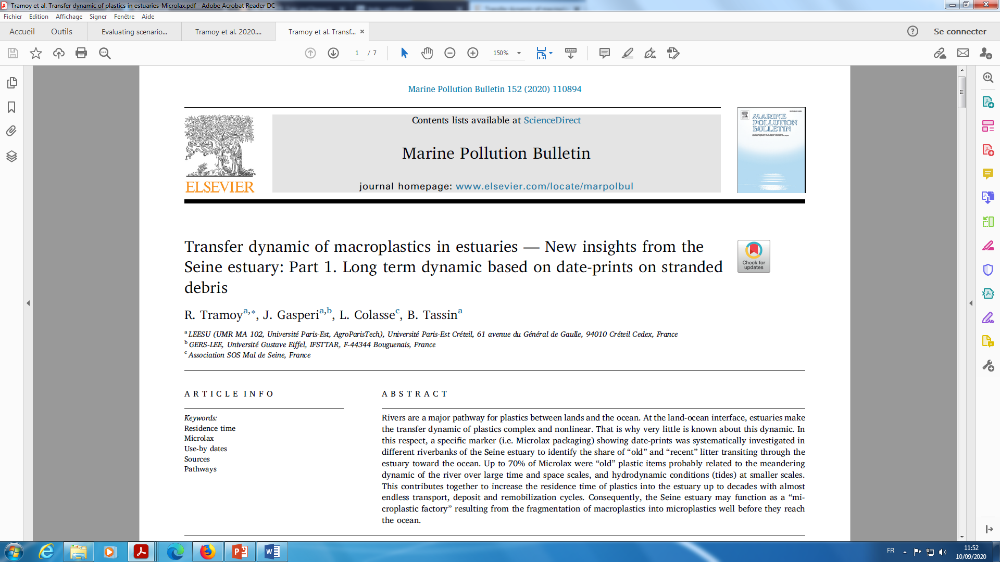 Tramoy et al. Transfer dynamic of plastics in estuaries-Microlax.pdf - Adobe Acrobat Reader DC
Fichier Edition Affichage Signer Fenêtre Aide
Accueil Outils Evaluating scenario... Tramoy et al. 2020.... Tramoy et al. Transf... × Se connecter
1 / 7 150%
Marine Pollution Bulletin 152 (2020) 110894
Contents lists available at ScienceDirect
Marine Pollution Bulletin
journal homepage: www.elsevier.com/locate/marpolbul
ELSEVIER
MARINE
POLLUTION
BULLETIN
Transfer dynamic of macroplastics in estuaries — New insights from the
Seine estuary: Part 1. Long term dynamic based on date-prints on stranded
debris
Check for
updates
R. Tramoy a,*, J. Gasperi a,b, L. Colasse c, B. Tassin a
a LEESU (UMR MA 102, Université Paris-Est, AgroParisTech), Université Paris-Est Créteil, 61 avenue du Général de Gaulle, 94010 Créteil Cedex, France
b GERS-LEE, Université Gustave Eiffel, IFSTTAR, F-44344 Bouguenais, France
c Association SOS Mal de Seine, France
ARTICLE INFO
Keywords:
Residence time
Microlax
Use-by dates
Sources
Pathways
ABSTRACT
Rivers are a major pathway for plastics between lands and the ocean. At the land-ocean interface, estuaries make
the transfer dynamic of plastics complex and nonlinear. That is why very little is known about this dynamic. In
this respect, a specific marker (i.e. Microlax packaging) showing date-prints was systematically investigated in
different riverbanks of the Seine estuary to identify the share of “old” and “recent” litter transiting through the
estuary toward the ocean. Up to 70% of Microlax were “old” plastic items probably related to the meandering
dynamic of the river over large time and space scales, and hydrodynamic conditions (tides) at smaller scales.
This contributes together to increase the residence time of plastics into the estuary up to decades with almost
endless transport, deposit and remobilization cycles. Consequently, the Seine estuary may function as a “mi-
croplastic factory” resulting from the fragmentation of macroplastics into microplastics well before they reach
the ocean.
FR
11:52
10/09/2020